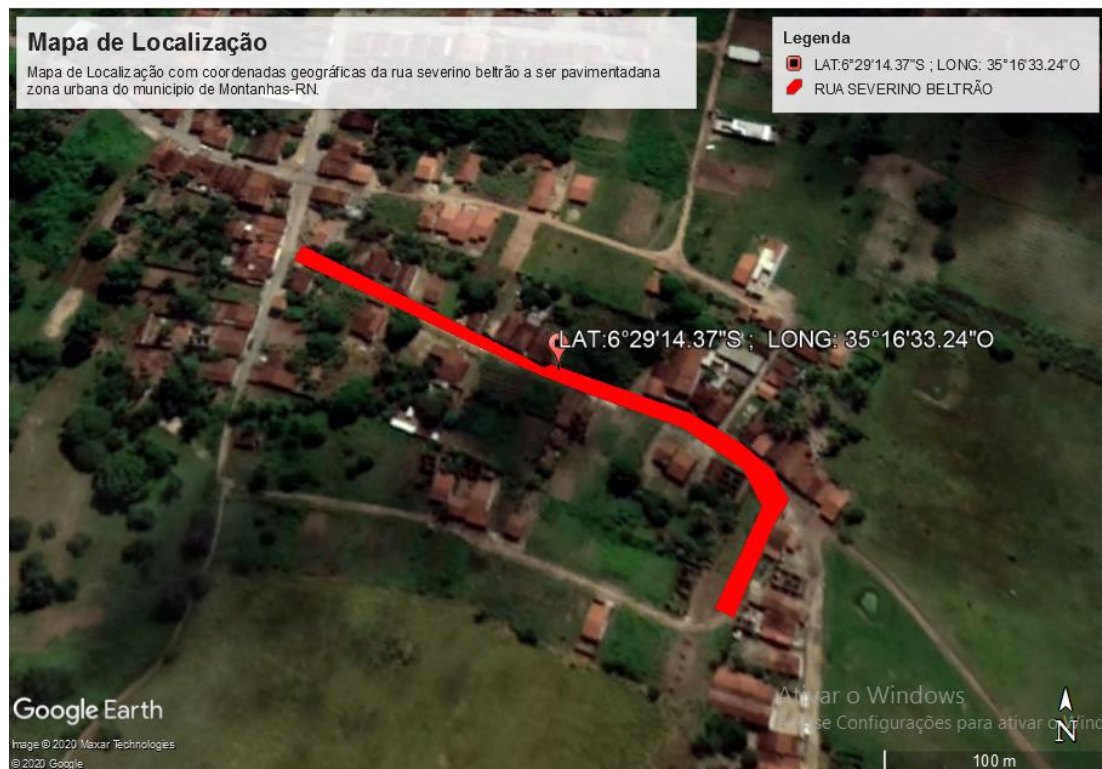 Mapa de Localização
Mapa de Localização com coordenadas geográficas da rua severino beltrão a ser pavimentadana
zona urbana do municipio de Montanhas-RN.
Legenda
LAT:6°29'14.37"S ; LONG: 35°16'33.24"O
RUA SEVERINO BELTRÃO
LAT:6°29'14.37"S ; LONG: 35°16'33.24"O
Google Earth
Image © 2020 Maxar Technologies
© 2020 Google
o Windows
se Configurações para ativar o
N
100 m